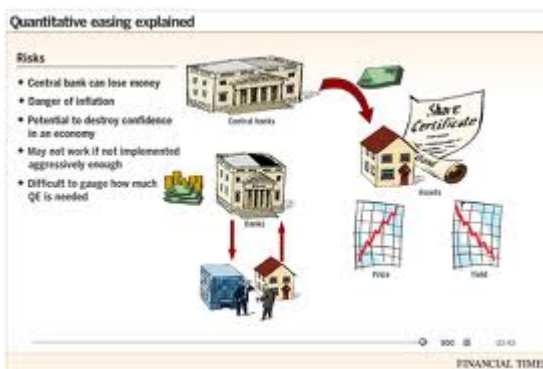 Quantitative easing explained
Risks
• Central bank can lose money
• Danger of inflation
• Potential to destroy confidence
in an economy
• May not work if not implemented
aggressively enough
• Difficult to gauge how much
QE is needed
Central banks
Share
Certificate
Assets
Banks
Price
Yield
FINANCIAL TIMES